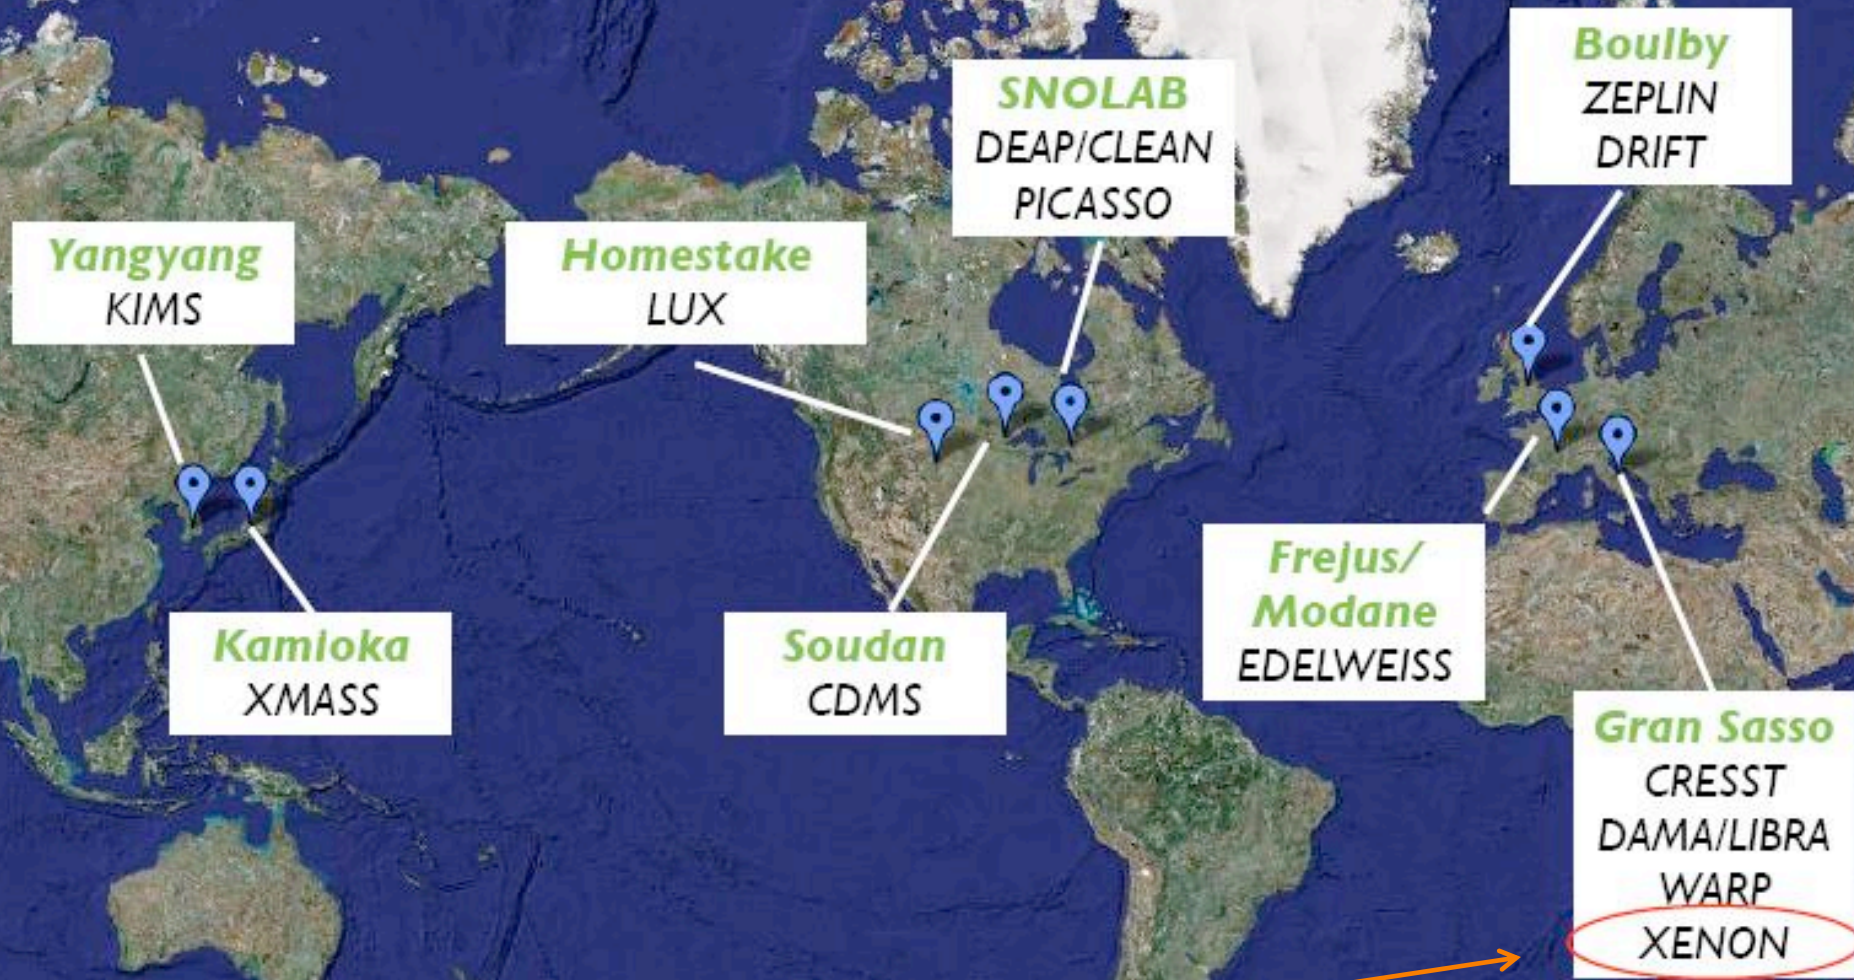 Boulby
ZEPLIN
DRIFT
SNOLAB
DEAP/CLEAN
PICASSO
Yangyang
KIMS
Homestake
LUX
Frejus/
Modane
EDELWEISS
Kamioka
XMASS
Soudan
CDMS
Gran Sasso
CRESST
DAMA/LIBRA
WARP
XENON